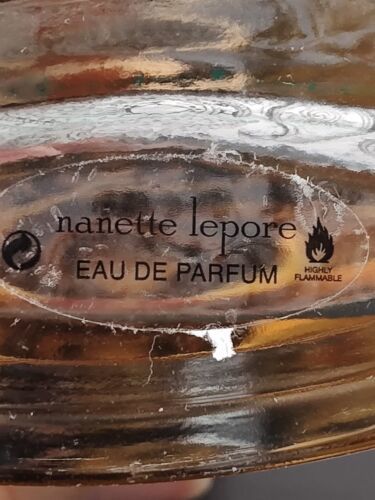 nanette lepore
EAU DE PARFUM
HIGHLY
FLAMMABLE